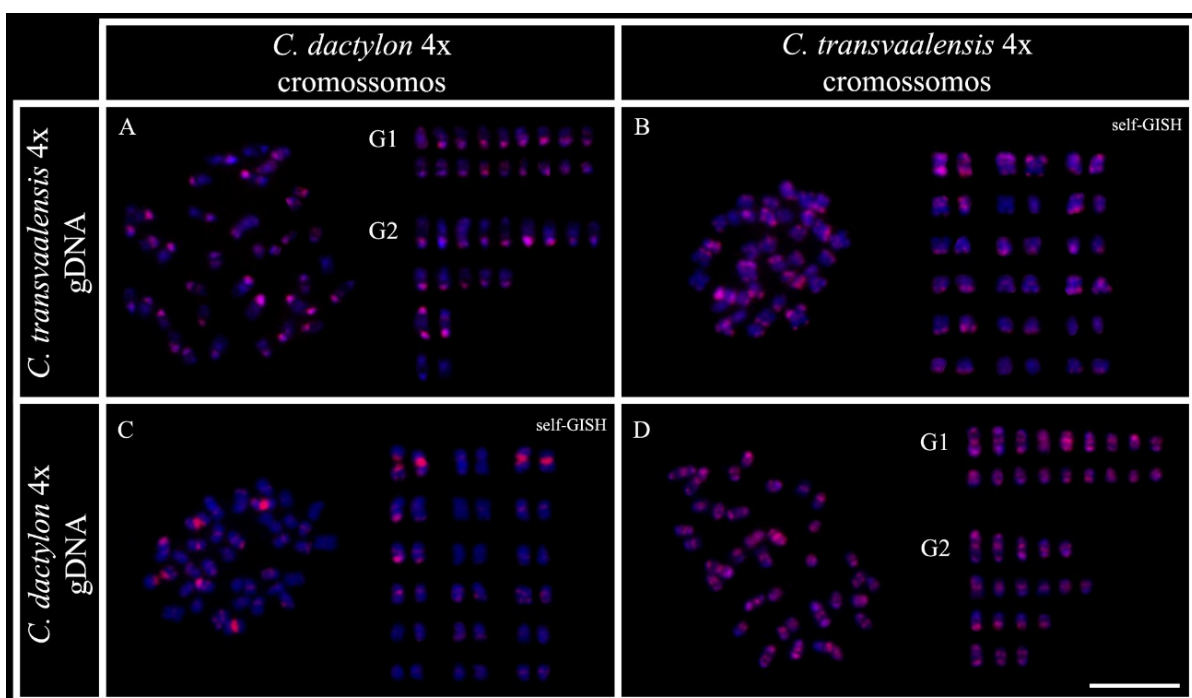 C. dactylon 4x
cromossomos
C. transvaalensis 4x
cromossomos
C. transvaalensis 4x
gDNA
A
G1
G2
B
self-GISH
C. dactylon 4x
gDNA
C
self-GISH
D
G1
G2